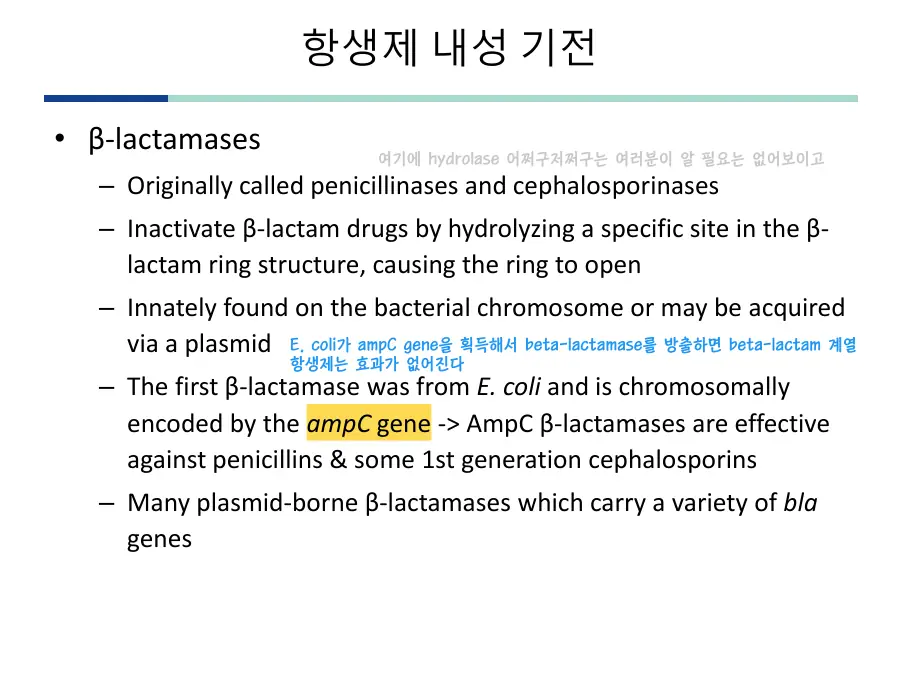 항생제 내성 기전
• β-lactamases
여기에 hydrolase 어쩌구저쩌구는 여러분이 알 필요는 없어보이고
– Originally called penicillinases and cephalosporinases
– Inactivate β-lactam drugs by hydrolyzing a specific site in the β-
lactam ring structure, causing the ring to open
– Innately found on the bacterial chromosome or may be acquired
via a plasmid
E. coli가 ampC gene을 획득해서 beta-lactamase를 방출하면 beta-lactam 계열
항생제는 효과가 없어진다
– The first β-lactamase was from E. coli and is chromosomally
encoded by the ampC gene -> AmpC β-lactamases are effective
against penicillins & some 1st generation cephalosporins
– Many plasmid-borne β-lactamases which carry a variety of bla
genes